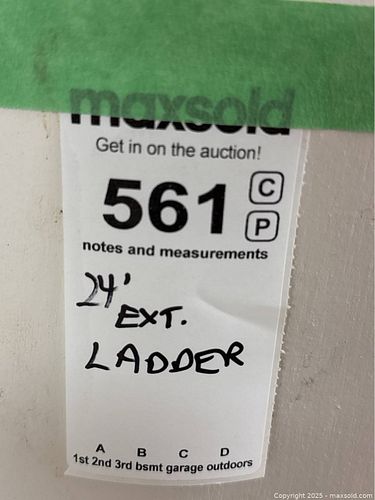 maxsold
Get in on the auction!
561 C
P
notes and measurements
24'
EXT.
LADDER
A B C D
1st 2nd 3rd bsmt garage outdoors
Copyright 2025 - maxsold.com